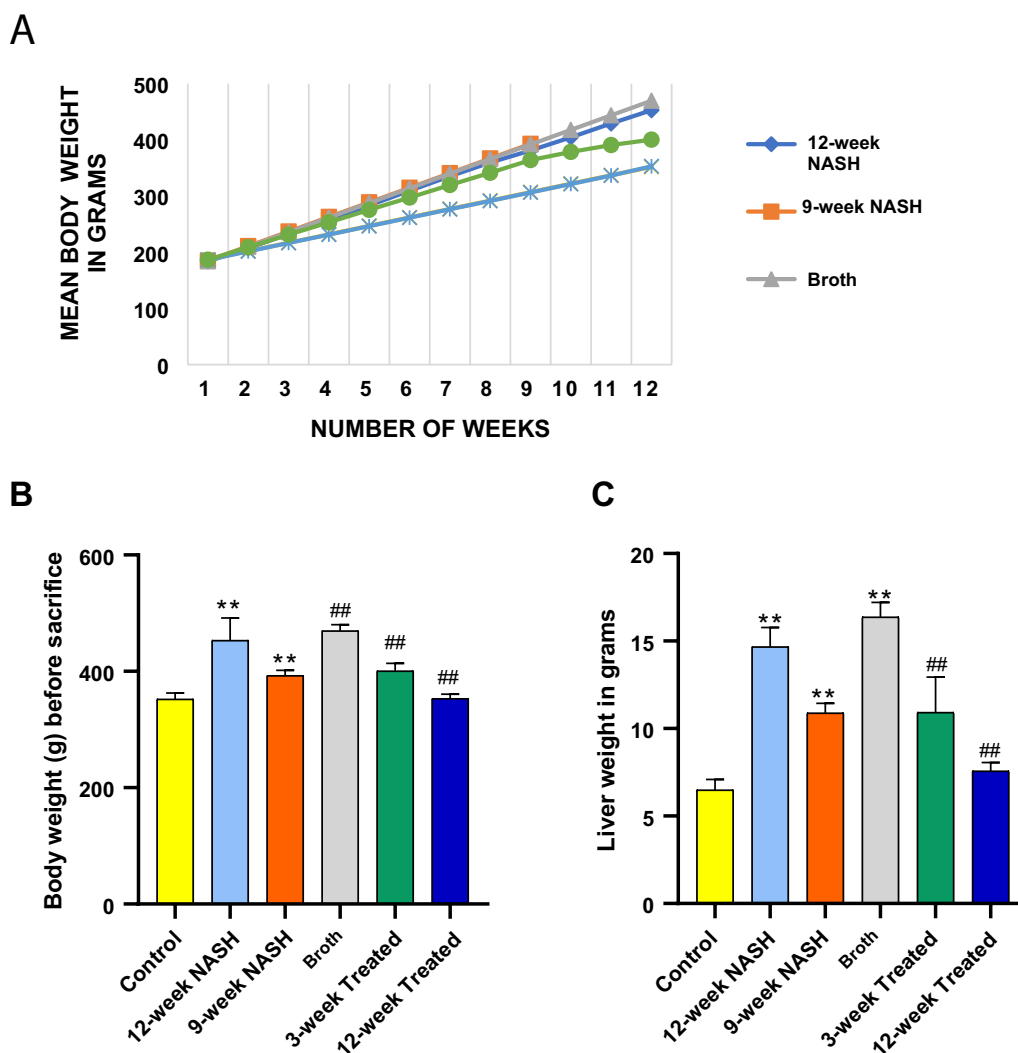 A
MEAN BODY WEIGHT
IN GRAMS
500
400
300
200
100
0
1 2 3 4 5 6 7 8 9 10 11 12
NUMBER OF WEEKS
12-week
NASH
9-week NASH
Broth
B
Body weight (g) before sacrifice
600
400
200
0
**
**
##
##
##
Control
12-week NASH
9-week NASH
Broth
3-week Treated
12-week Treated
C
Liver weight in grams
20
15
10
5
0
**
**
**
##
##
Control
12-week NASH
9-week NASH
Broth
3-week Treated
12-week Treated